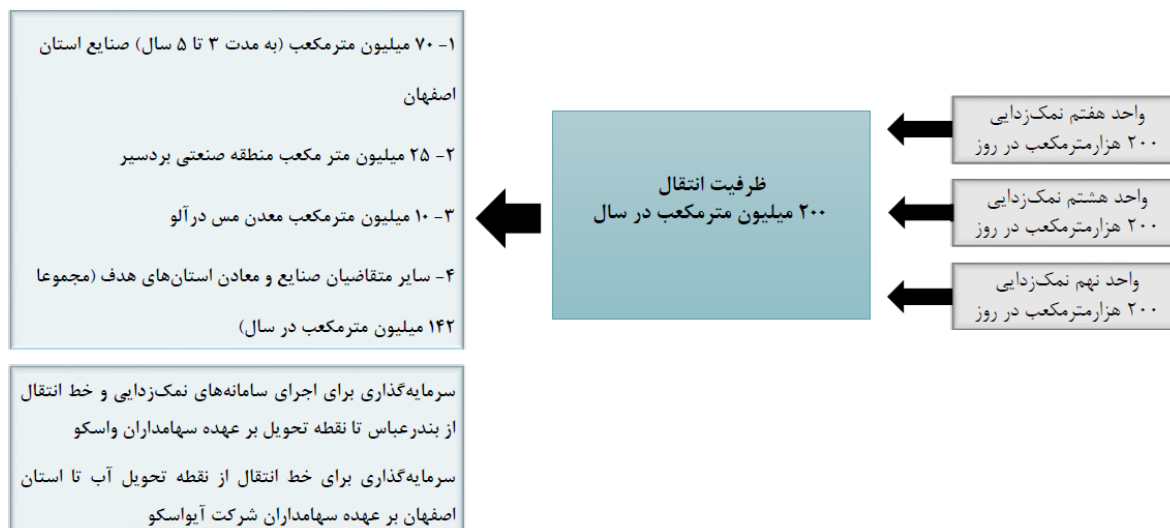 واحد هفتم نمک‌زدایی
۲۰۰ هزارمترمکعب در روز
واحد هشتم نمک‌زدایی
۲۰۰ هزارمترمکعب در روز
واحد نهم نمک‌زدایی
۲۰۰ هزارمترمکعب در روز
ظرفیت انتقال
۲۰۰ میلیون مترمکعب در سال
۱- ۷۰ میلیون مترمکعب (به مدت ۳ تا ۵ سال) صنایع استان
اصفهان
۲- ۲۵ میلیون متر مکعب منطقه صنعتی بردسیر
۳- ۱۰ میلیون مترمکعب معدن مس درآلو
۴- سایر متقاضیان صنایع و معادن استان‌های هدف (مجموعا
۱۴۲ میلیون مترمکعب در سال)
سرمایه‌گذاری برای اجرای سامانه‌های نمک‌زدایی و خط انتقال
از بندرعباس تا نقطه تحویل بر عهده سهامداران واسکو
سرمایه‌گذاری برای خط انتقال از نقطه تحویل آب تا استان
اصفهان بر عهده سهامداران شرکت آیواسکو